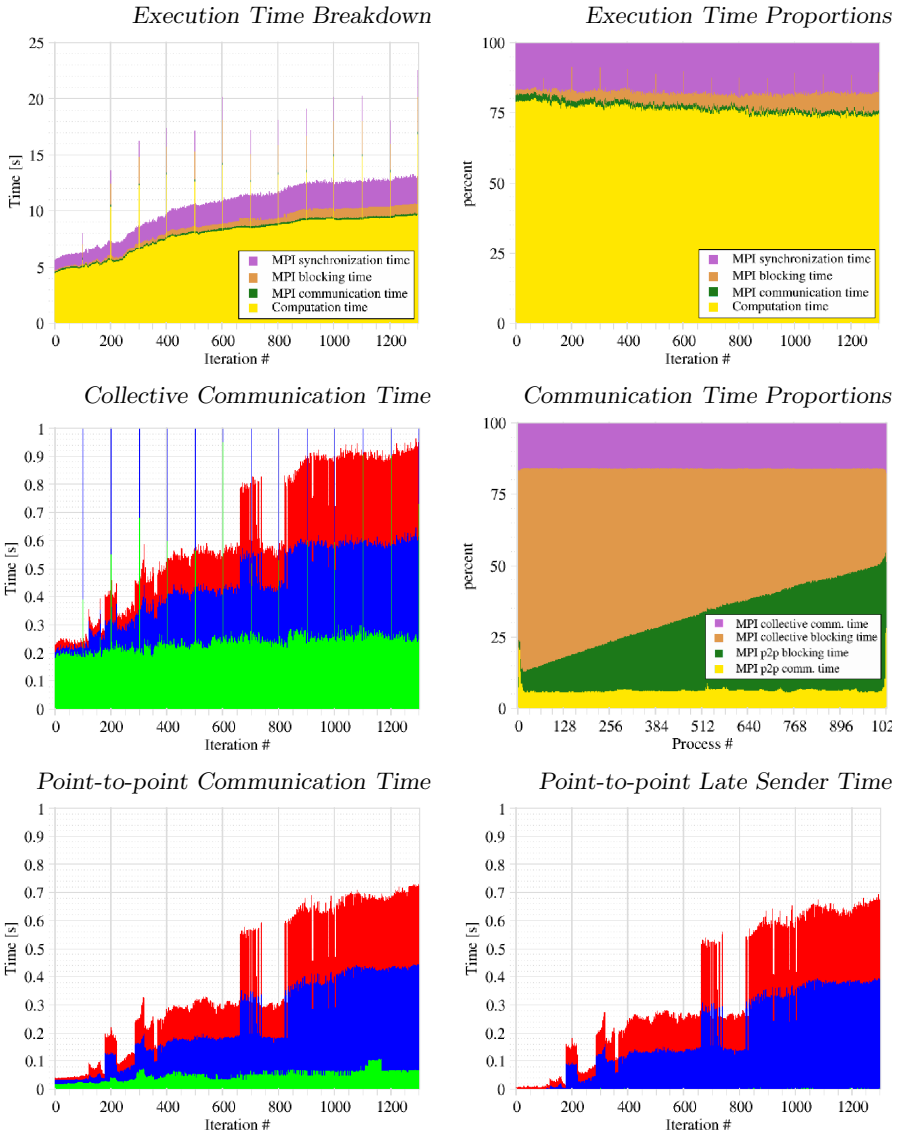 Execution Time Breakdown
Time [s]
25
20
15
10
5
0
MPI synchronization time
MPI blocking time
MPI communication time
Computation time
0 200 400 600 800 1000 1200
Iteration #
Execution Time Proportions
percent
100
75
50
25
0
MPI synchronization time
MPI blocking time
MPI communication time
Computation time
0 200 400 600 800 1000 1200
Iteration #
Collective Communication Time
Time [s]
1
0.9
0.8
0.7
0.6
0.5
0.4
0.3
0.2
0.1
0
0 200 400 600 800 1000 1200
Iteration #
Communication Time Proportions
percent
100
75
50
25
0
MPI collective comm. time
MPI collective blocking time
MPI p2p blocking time
MPI p2p comm. time
0 128 256 384 512 640 768 896 102
Process #
Point-to-point Communication Time
Time [s]
1
0.9
0.8
0.7
0.6
0.5
0.4
0.3
0.2
0.1
0
0 200 400 600 800 1000 1200
Iteration #
Point-to-point Late Sender Time
Time [s]
1
0.9
0.8
0.7
0.6
0.5
0.4
0.3
0.2
0.1
0
0 200 400 600 800 1000 1200
Iteration #